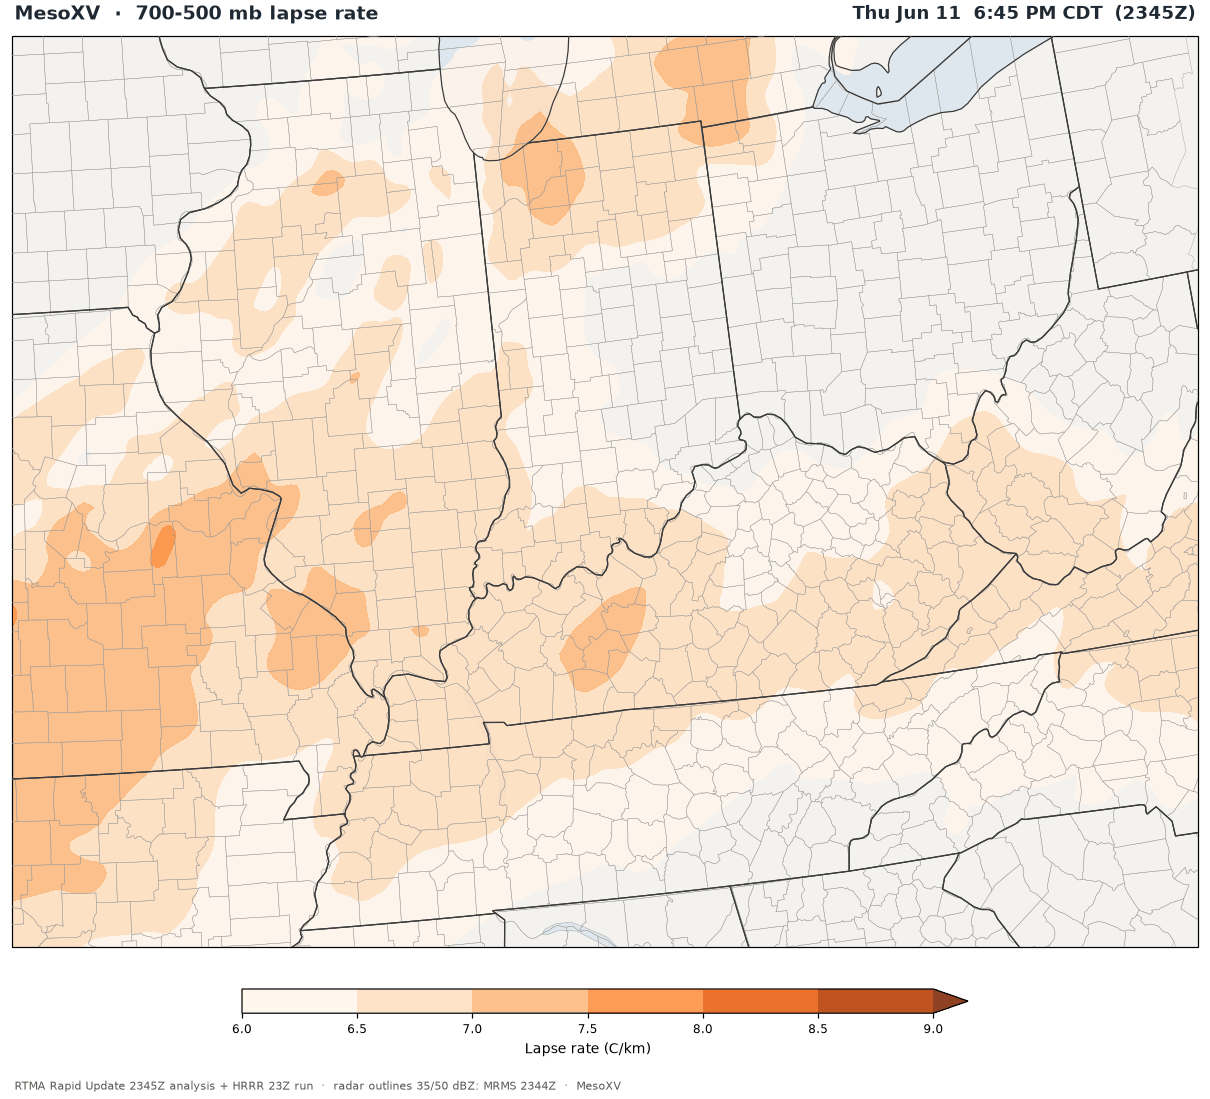 MesoXV · 700-500 mb lapse rate
Thu Jun 11 6:45 PM CDT (2345Z)
6.0 6.5 7.0 7.5 8.0 8.5 9.0
Lapse rate (C/km)
RTMA Rapid Update 2345Z analysis + HRRR 23Z run · radar outlines 35/50 dBZ: MRMS 2344Z · MesoXV